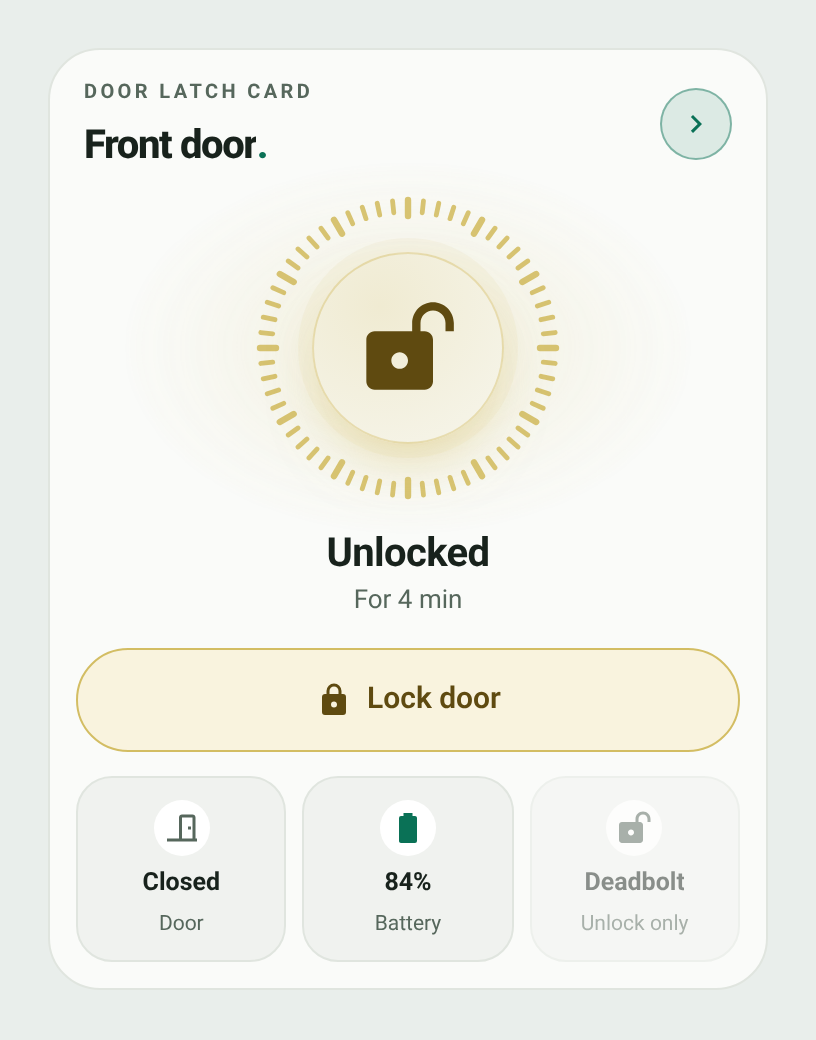 DOOR LATCH CARD
Front door.
Unlocked
For 4 min
Lock door
Closed
Door
84%
Battery
Deadbolt
Unlock only